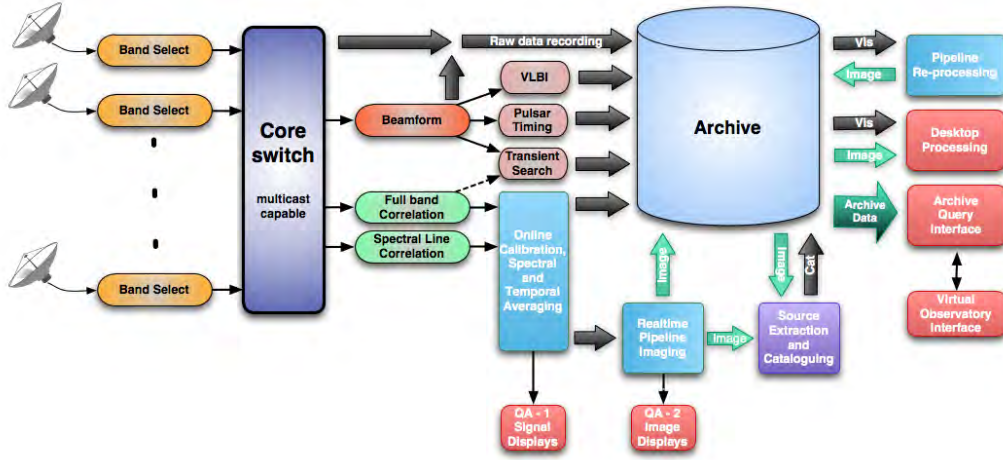 Band Select
Band Select
Band Select
Core
switch
multicast
capable
Raw data recording
Beamform
VLBI
Pulsar
Timing
Transient
Search
Full band
Correlation
Spectral Line
Correlation
Online
Calibration,
Spectral
and
Temporal
Averaging
Archive
Vis
Image
Pipeline
Re-processing
Vis
Image
Desktop
Processing
Archive
Data
Archive
Query
Interface
Virtual
Observatory
Interface
Image
Image
Cat
Realtime
Pipeline
Imaging
Image
Source
Extraction
and
Cataloguing
QA - 1
Signal
Displays
QA - 2
Image
Displays